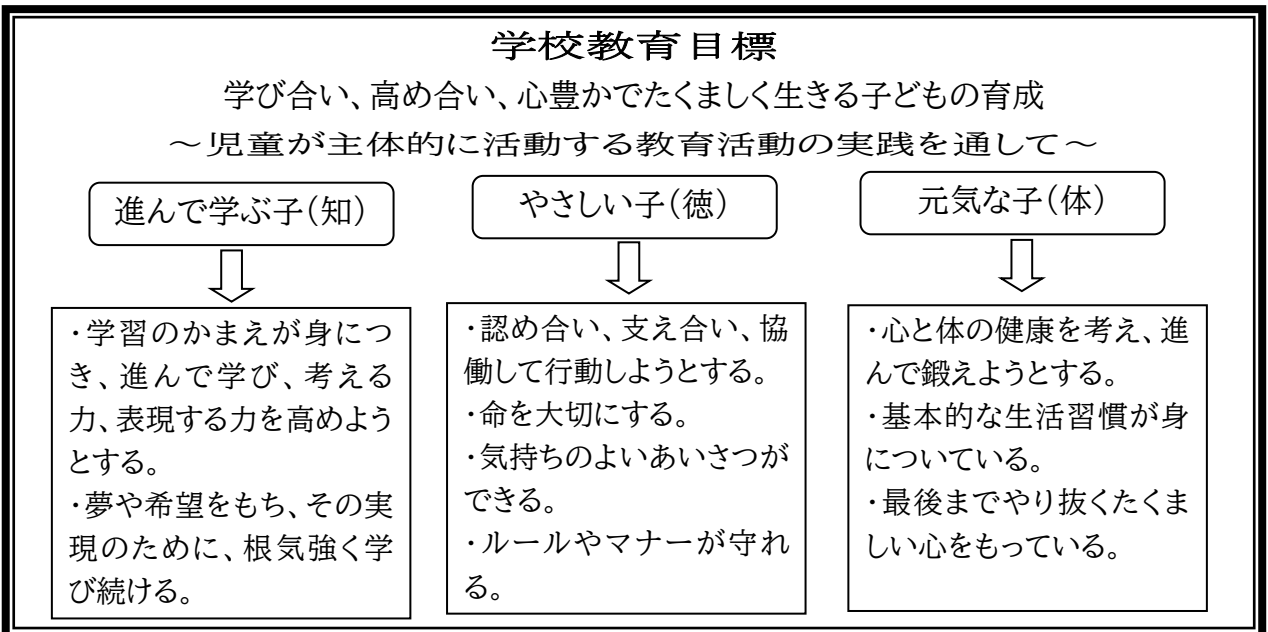 学校教育目標
学び合い、高め合い、心豊かでたくましく生きる子どもの育成
～児童が主体的に活動する教育活動の実践を通して～
進んで学ぶ子(知)
・学習のかまえが身につ
き、進んで学び、考える
力、表現する力を高めよう
とする。
・夢や希望をもち、その実
現のために、根気強く学
び続ける。
やさしい子(徳)
・認め合い、支え合い、協
働して行動しようとする。
・命を大切にする。
・気持ちのよいあいさつが
できる。
・ルールやマナーが守れ
る。
元気な子(体)
・心と体の健康を考え、進
んで鍛えようとする。
・基本的な生活習慣が身
についている。
・最後までやり抜くたくま
しい心をもっている。